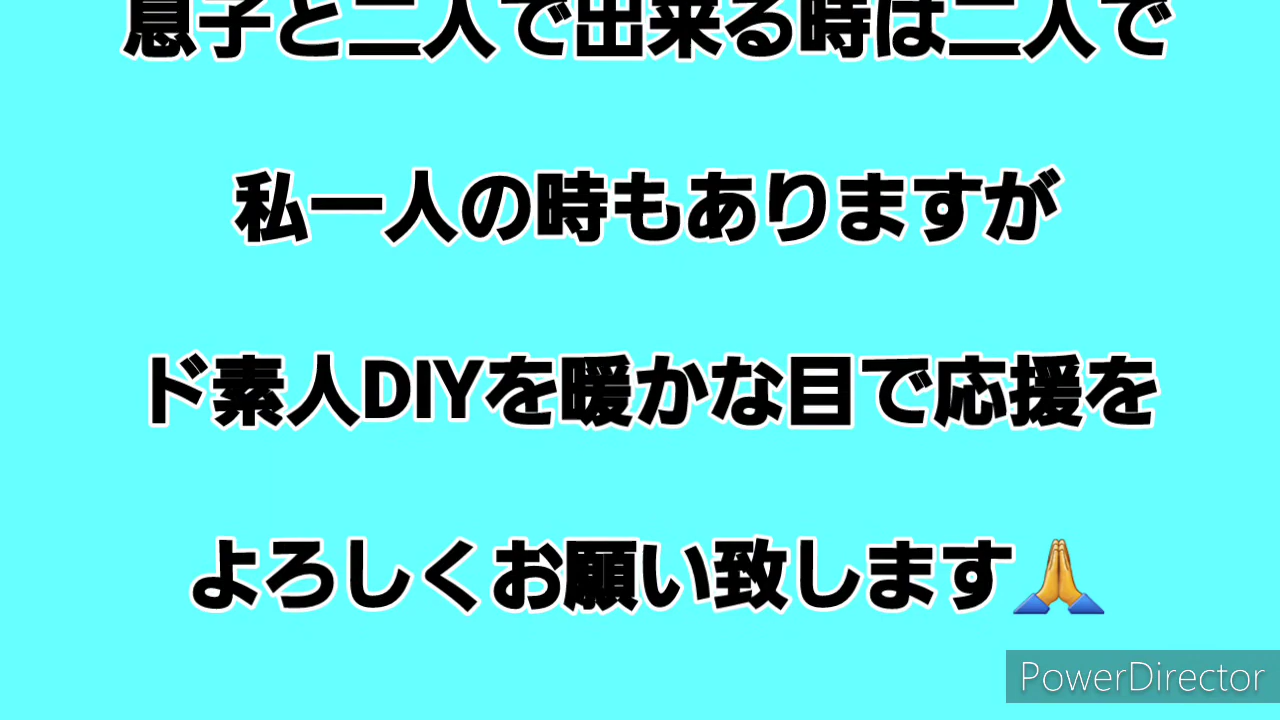 息子と二人で出来る時は二人で
私一人の時もありますが
ド素人DIYを暖かな目で応援を
よろしくお願い致します🙏
PowerDirector